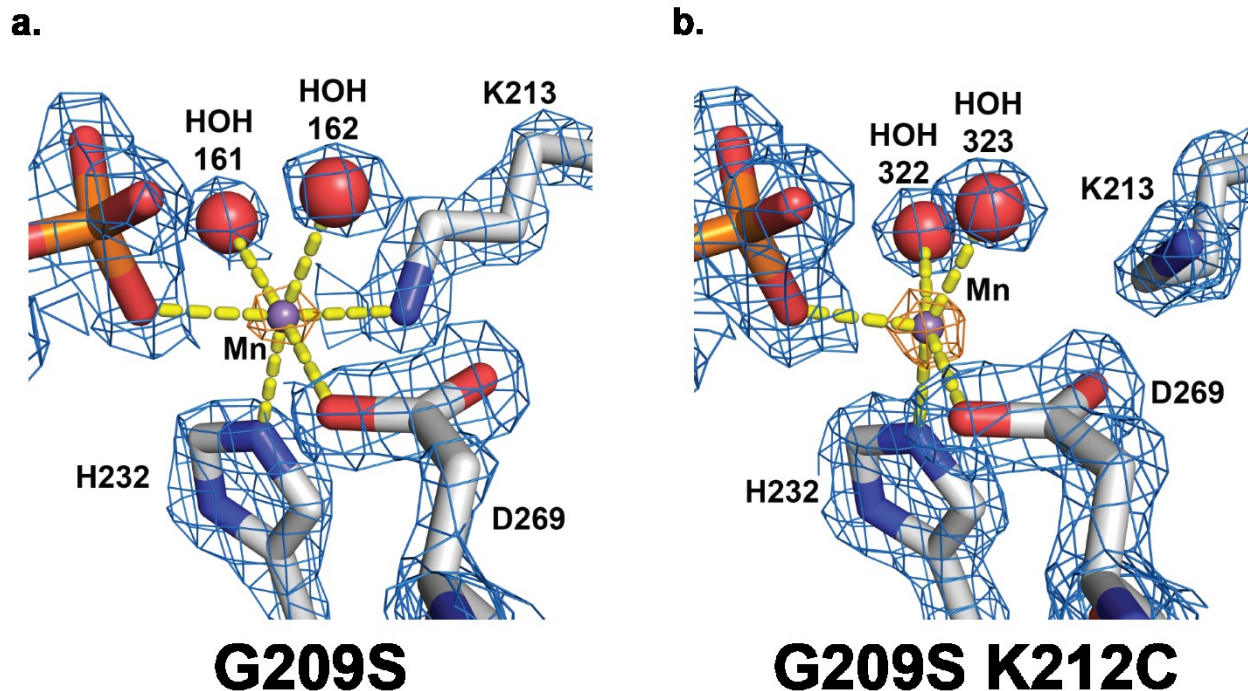 a.
HOH
161
HOH
162
K213
Mn
H232
D269
G209S
b.
HOH
322
HOH
323
K213
Mn
D269
H232
G209S K212C